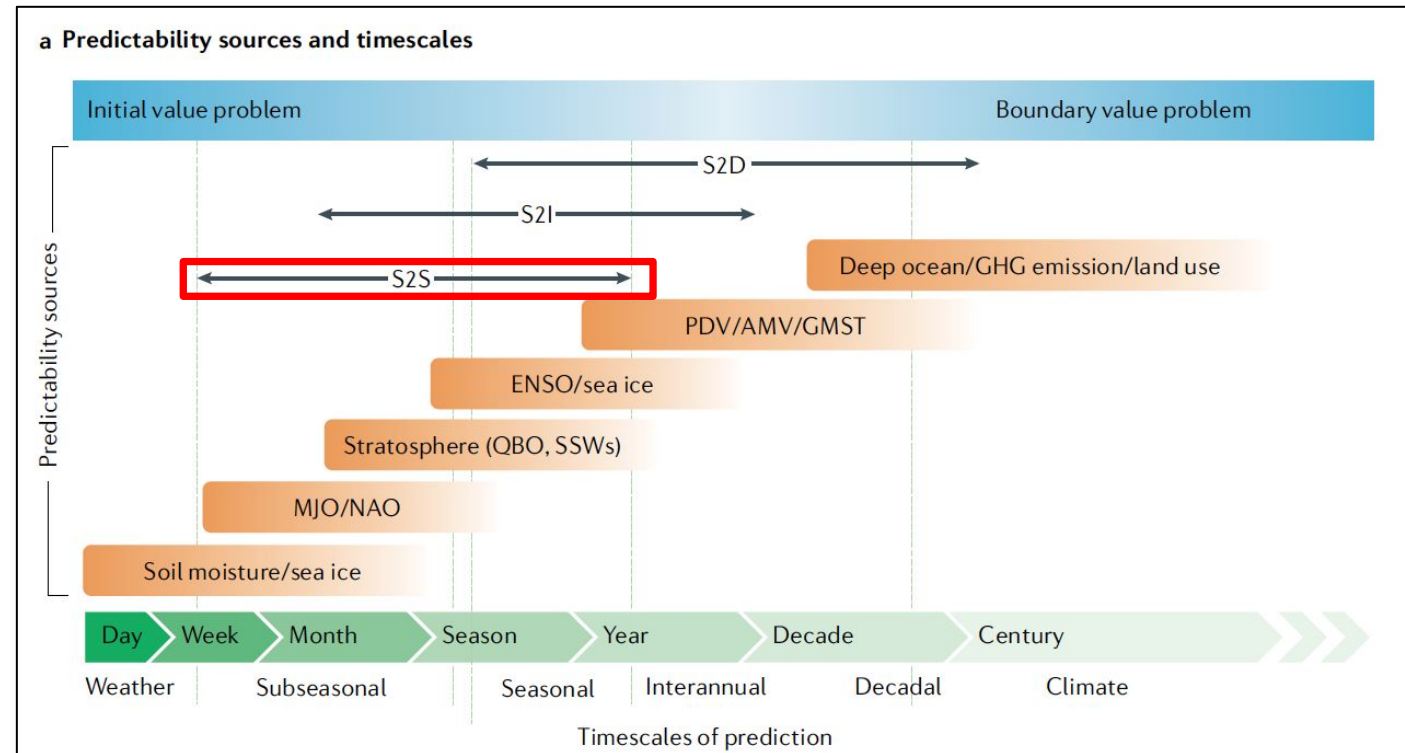 a Predictability sources and timescales
Initial value problem Boundary value problem
S2D
S2I
S2S
Deep ocean/GHG emission/land use
PDV/AMV/GMST
ENSO/sea ice
Stratosphere (QBO, SSWs)
MJO/NAO
Soil moisture/sea ice
Predictability sources
Day Week Month Season Year Decade Century
Weather Subseasonal Seasonal Interannual Decadal Climate
Timescales of prediction